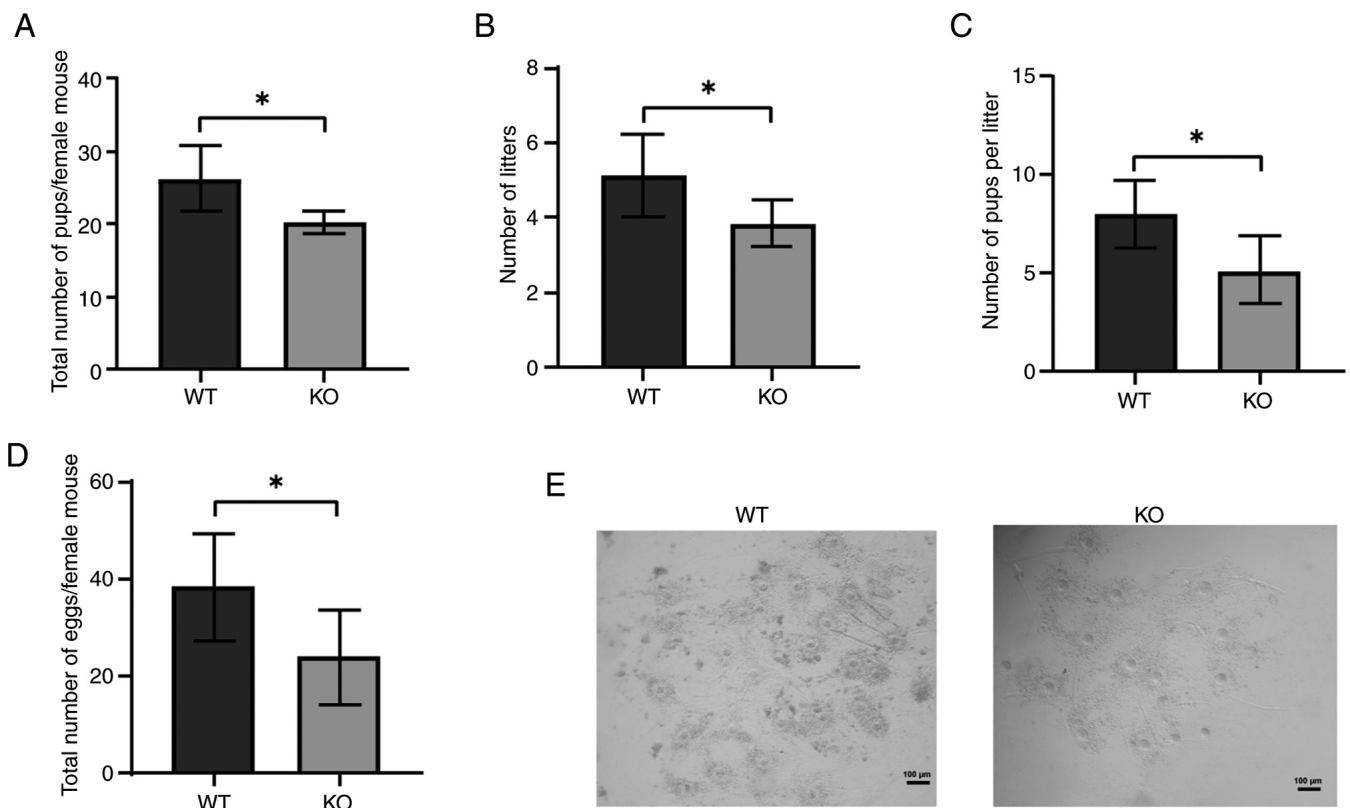 A
Total number of pups/female mouse
40
30
20
10
0
*
WT
KO
B
Number of litters
8
6
4
2
0
*
WT
KO
C
Number of pups per litter
15
10
5
0
*
WT
KO
D
Total number of eggs/female mouse
60
40
20
0
*
WT
KO
E
WT
KO
100 µm
100 µm